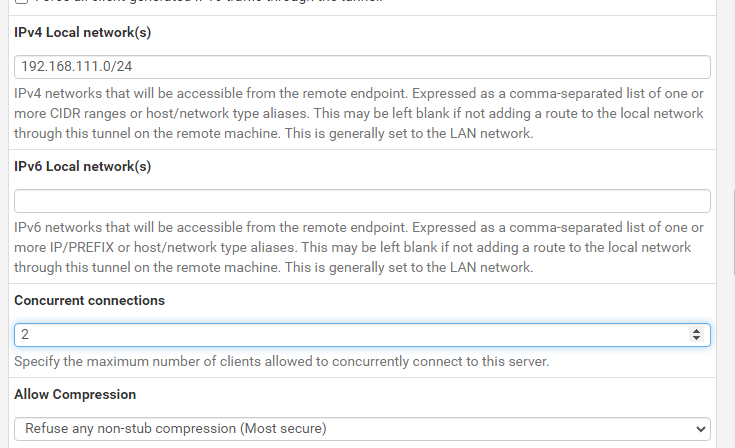 IPv4 Local network(s)
192.168.111.0/24
IPv4 networks that will be accessible from the remote endpoint. Expressed as a comma-separated list of one or
more CIDR ranges or host/network type aliases. This may be left blank if not adding a route to the local network
through this tunnel on the remote machine. This is generally set to the LAN network.
IPv6 Local network(s)
IPv6 networks that will be accessible from the remote endpoint. Expressed as a comma-separated list of one or
more IP/PREFIX or host/network type aliases. This may be left blank if not adding a route to the local network
through this tunnel on the remote machine. This is generally set to the LAN network.
Concurrent connections
2
Specify the maximum number of clients allowed to concurrently connect to this server.
Allow Compression
Refuse any non-stub compression (Most secure)